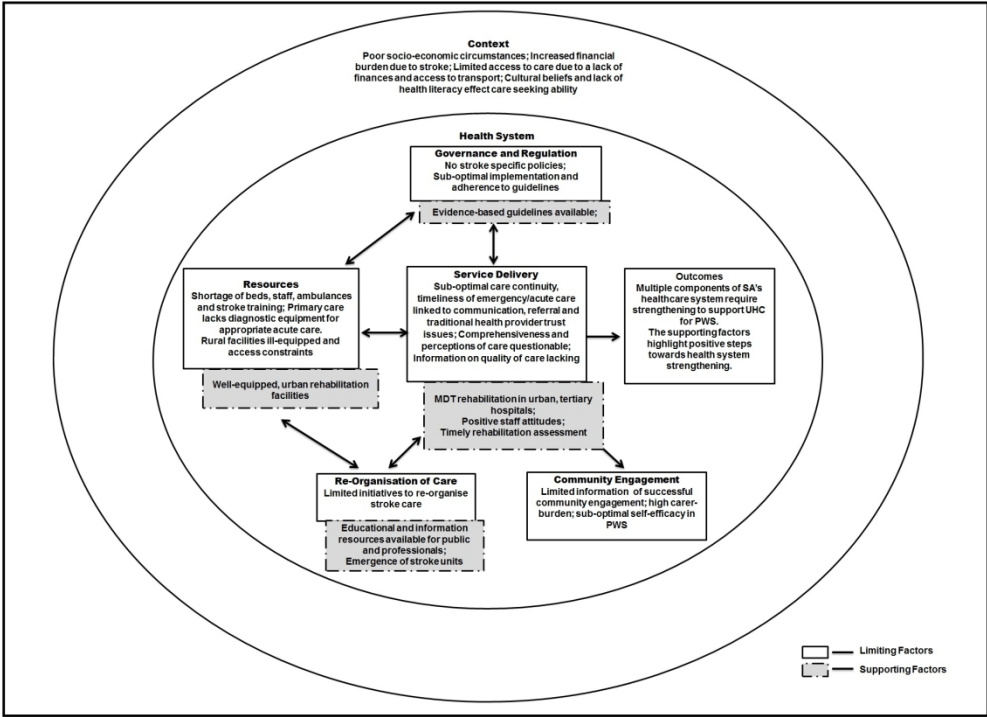 Context
Poor socio-economic circumstances; Increased financial
burden due to stroke; Limited access to care due to a lack of
finances and access to transport; Cultural beliefs and lack of
health literacy effect care seeking ability
Health System
Governance and Regulation
No stroke specific policies;
Sub-optimal implementation and
adherence to guidelines
Evidence-based guidelines available;
Resources
Shortage of beds, staff, ambulances
and stroke training; Primary care
lacks diagnostic equipment for
appropriate acute care.
Rural facilities ill-equipped and
access constraints
Well-equipped, urban rehabilitation
facilities
Service Delivery
Sub-optimal care continuity,
timeliness of emergency/acute care
linked to communication, referral
and traditional health provider trust
issues; Comprehensiveness and
perceptions of care questionable;
Information on quality of care lacking
MDT rehabilitation in urban, tertiary
hospitals;
Positive staff attitudes;
Timely rehabilitation assessment
Outcomes
Multiple components of SA's
healthcare system require
strengthening to support UHC
for PWS.
The supporting factors
highlight positive steps
towards health system
strengthening.
Re-Organisation of Care
Limited initiatives to re-organise
stroke care
Educational and information
resources available for public
and professionals;
Emergence of stroke units
Community Engagement
Limited information of successful
community engagement; high carer-
burden; sub-optimal self-efficacy in
PWS
Limiting Factors
Supporting Factors